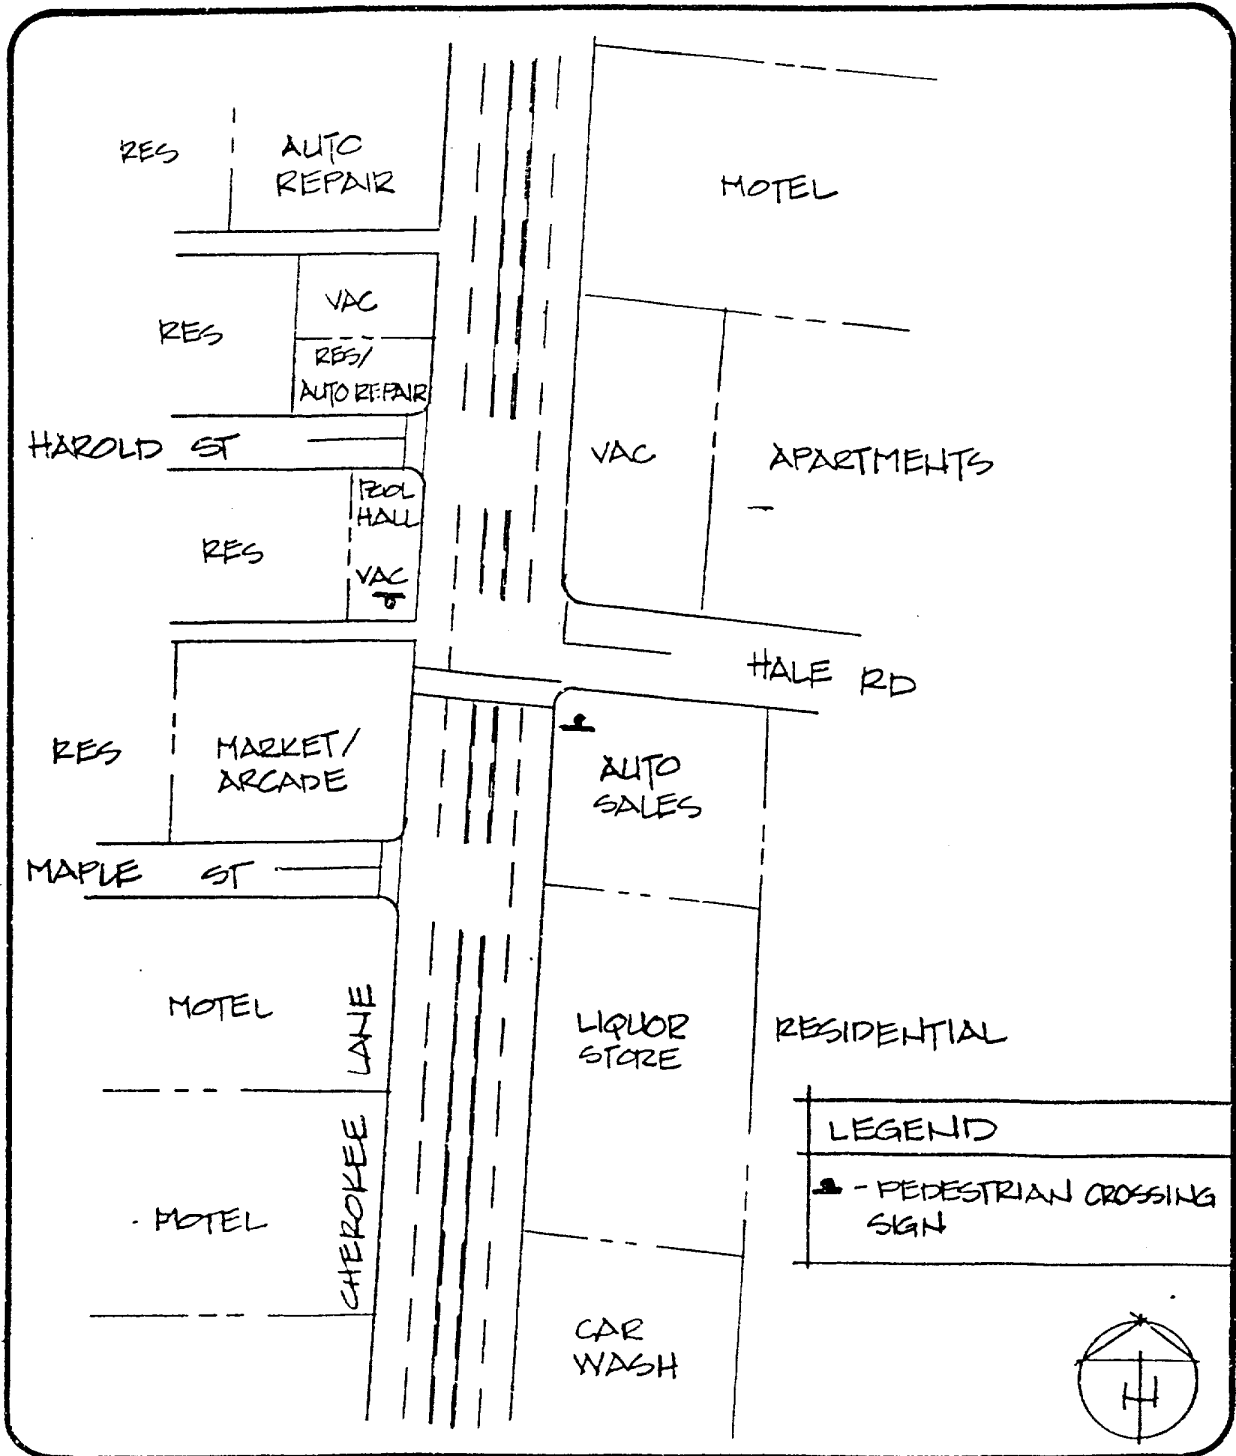 RES
AUTO
REPAIR
MOTEL
VAC
RES
RES/
AUTO REPAIR
HAROLD ST
VAC
APARTMENTS
POOL
HALL
RES
VAC
HALE RD
RES
MARKET/
ARCADE
AUTO
SALES
MAPLE ST
MOTEL
CHEROKEE LANE
LIQUOR
STORE
RESIDENTIAL
LEGEND
- PEDESTRIAN CROSSING
SIGN
MOTEL
CAR
WASH
N